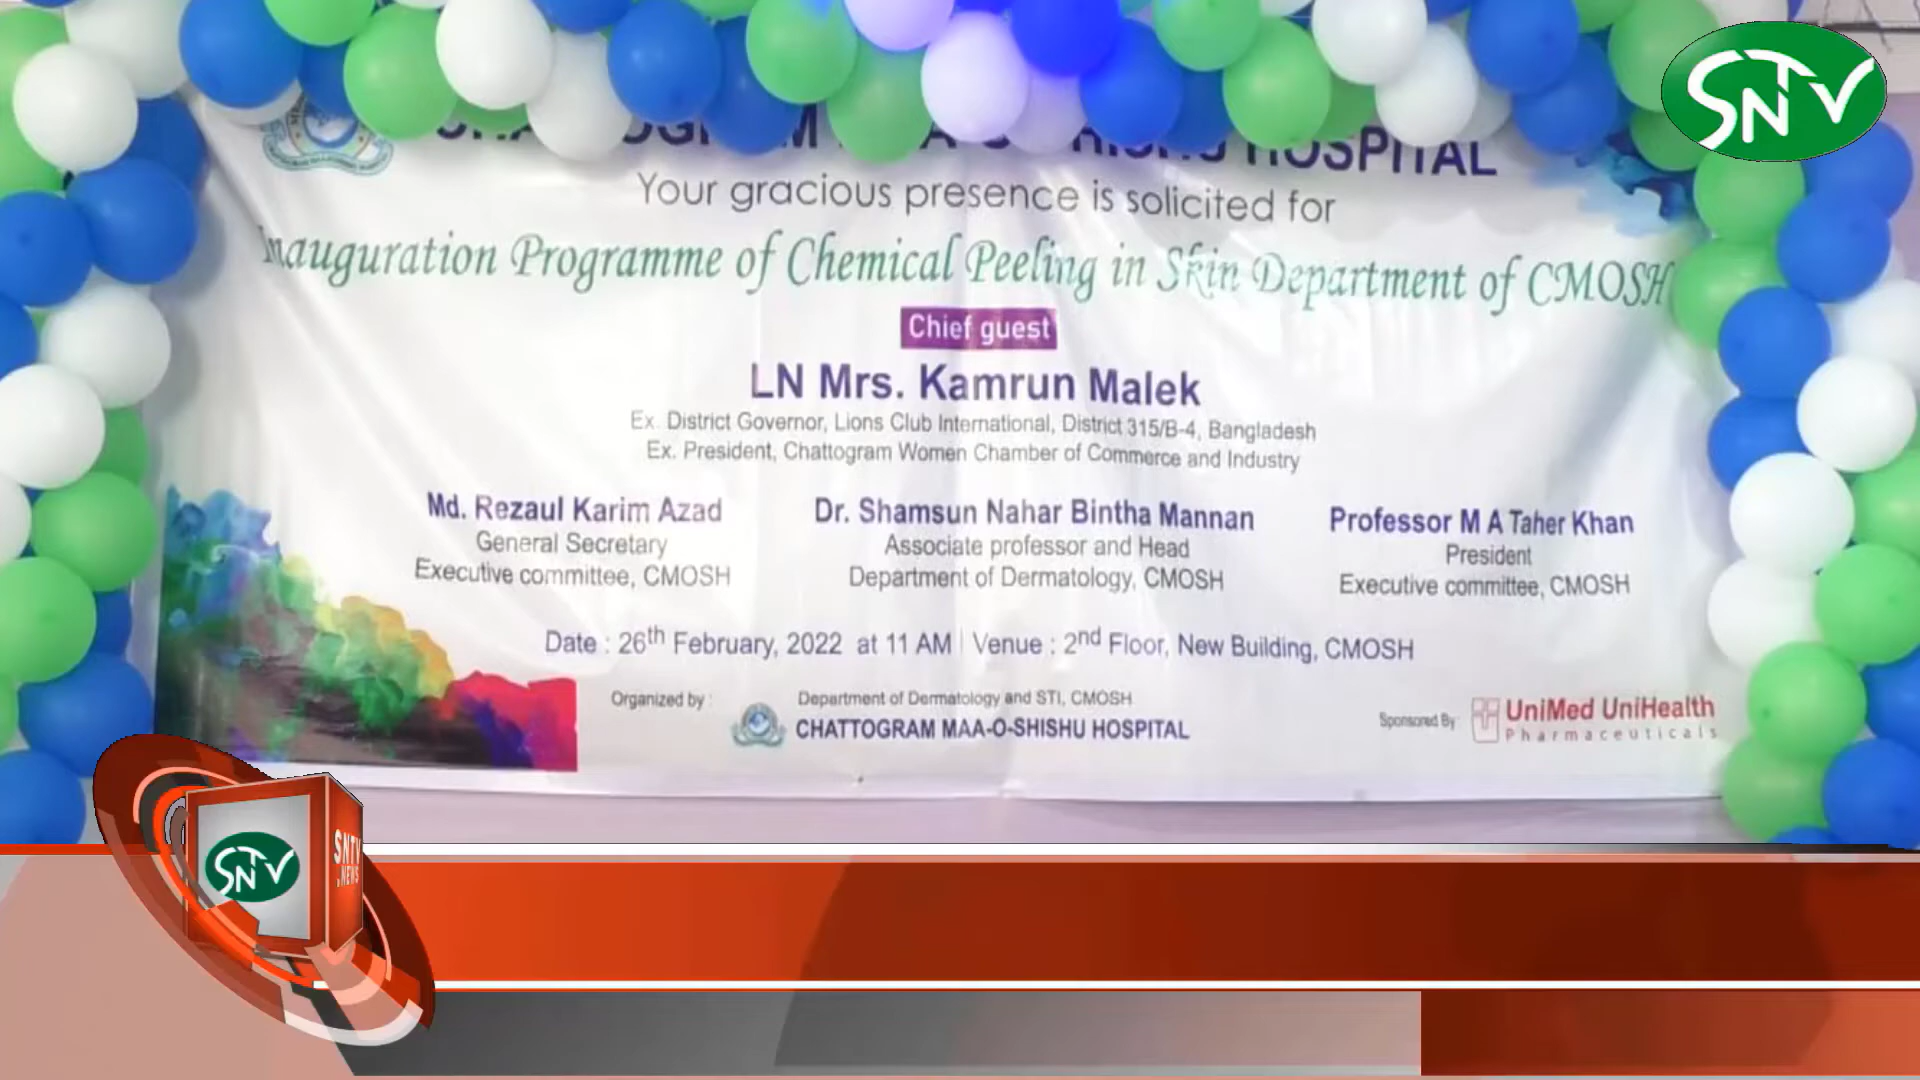 SNTV
HOSPITAL
Your gracious presence is solicited for
Inauguration Programme of Chemical Peeling in Skin Department of CMOSH
Chief guest
LN Mrs. Kamrun Malek
Ex. District Governor, Lions Club International, District 315/B-4, Bangladesh
Ex. President, Chattogram Women Chamber of Commerce and Industry
Md. Rezaul Karim Azad
General Secretary
Executive committee, CMOSH
Dr. Shamsun Nahar Bintha Mannan
Associate professor and Head
Department of Dermatology, CMOSH
Professor M A Taher Khan
President
Executive committee, CMOSH
Date : 26th February, 2022 at 11 AM | Venue : 2nd Floor, New Building, CMOSH
Organized by :
Department of Dermatology and STI, CMOSH
CHATTOGRAM MAA-O-SHISHU HOSPITAL
Sponsored By
UniMed UniHealth
Pharmaceuticals
SNTV
SNTV
.NEWS